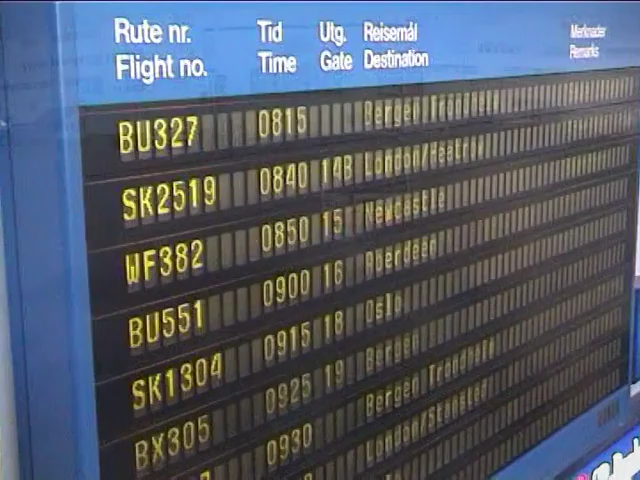 Rute nr. Tid Utg. Reisemål Merknader
Flight no. Time Gate Destination Remarks
BU327 0815 Bergen Trondheim
SK2519 0840 14B London/Heatrow
WF382 0850 15 Newcastle
BU551 0900 16 Aberdeen
SK1304 0915 18 Oslo
BX305 0925 19 Bergen
0930 Bergen Trondheim
London/Stansted